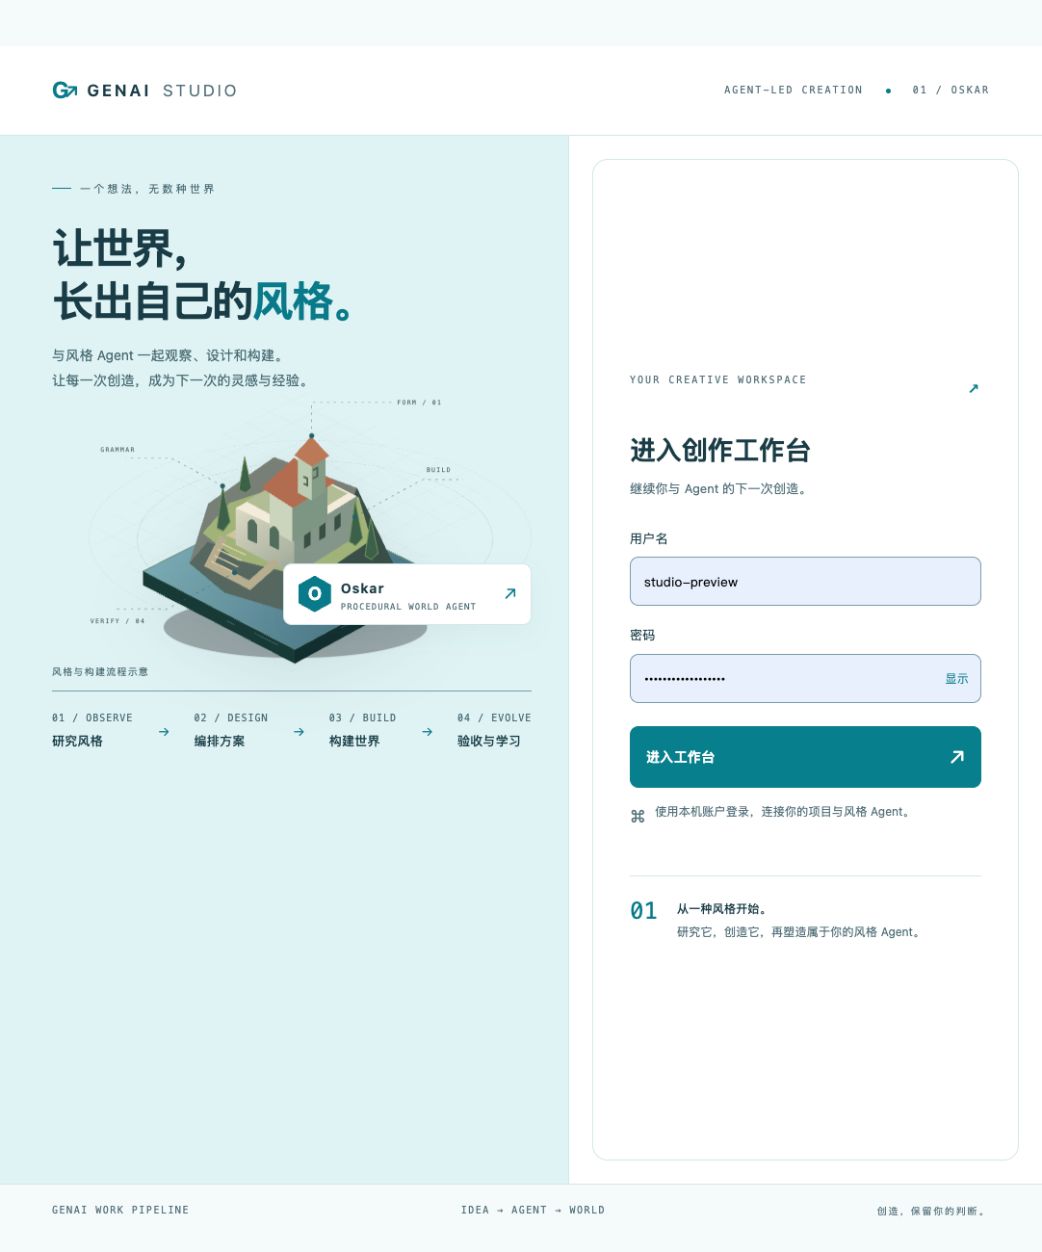 GENAI STUDIO
AGENT-LED CREATION • 01 / OSKAR
一个想法，无数种世界
让世界，
长出自己的风格。
与风格 Agent 一起观察、设计和构建。
让每一次创造，成为下一次的灵感与经验。
FORM / 01
GRAMMAR
BUILD
O
Oskar
PROCEDURAL WORLD AGENT
VERIFY / 04
风格与构建流程示意
01 / OBSERVE
研究风格
→
02 / DESIGN
编排方案
→
03 / BUILD
构建世界
→
04 / EVOLVE
验收与学习
YOUR CREATIVE WORKSPACE
↗
进入创作工作台
继续你与 Agent 的下一次创造。
用户名
studio-preview
密码
••••••••••••••••••
显示
进入工作台 ↗
⌘ 使用本机账户登录，连接你的项目与风格 Agent。
01
从一种风格开始。
研究它，创造它，再塑造属于你的风格 Agent。
GENAI WORK PIPELINE
IDEA → AGENT → WORLD
创造，保留你的判断。